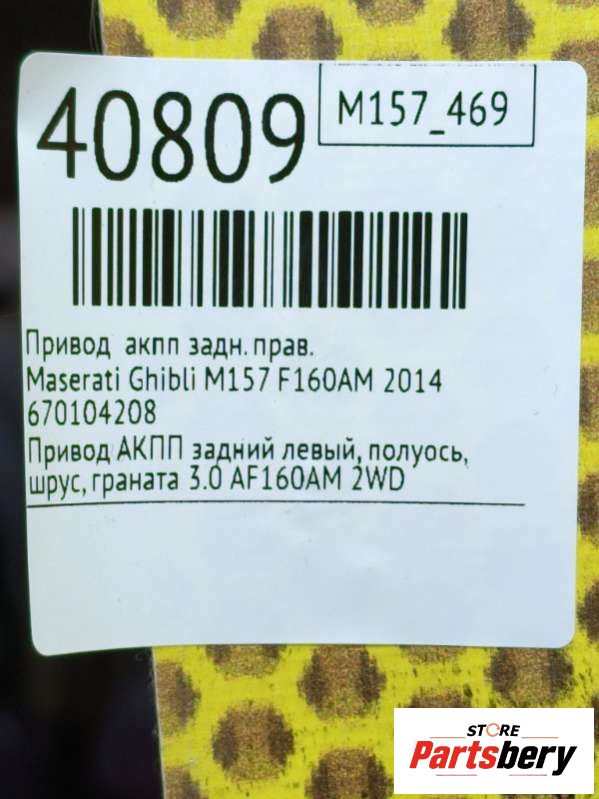 40809
M157_469
Привод акпп задн. прав.
Maserati Ghibli M157 F160AM 2014
670104208
Привод АКПП задний левый, полуось,
шрус, граната 3.0 AF160AM 2WD
STORE
Partsbery